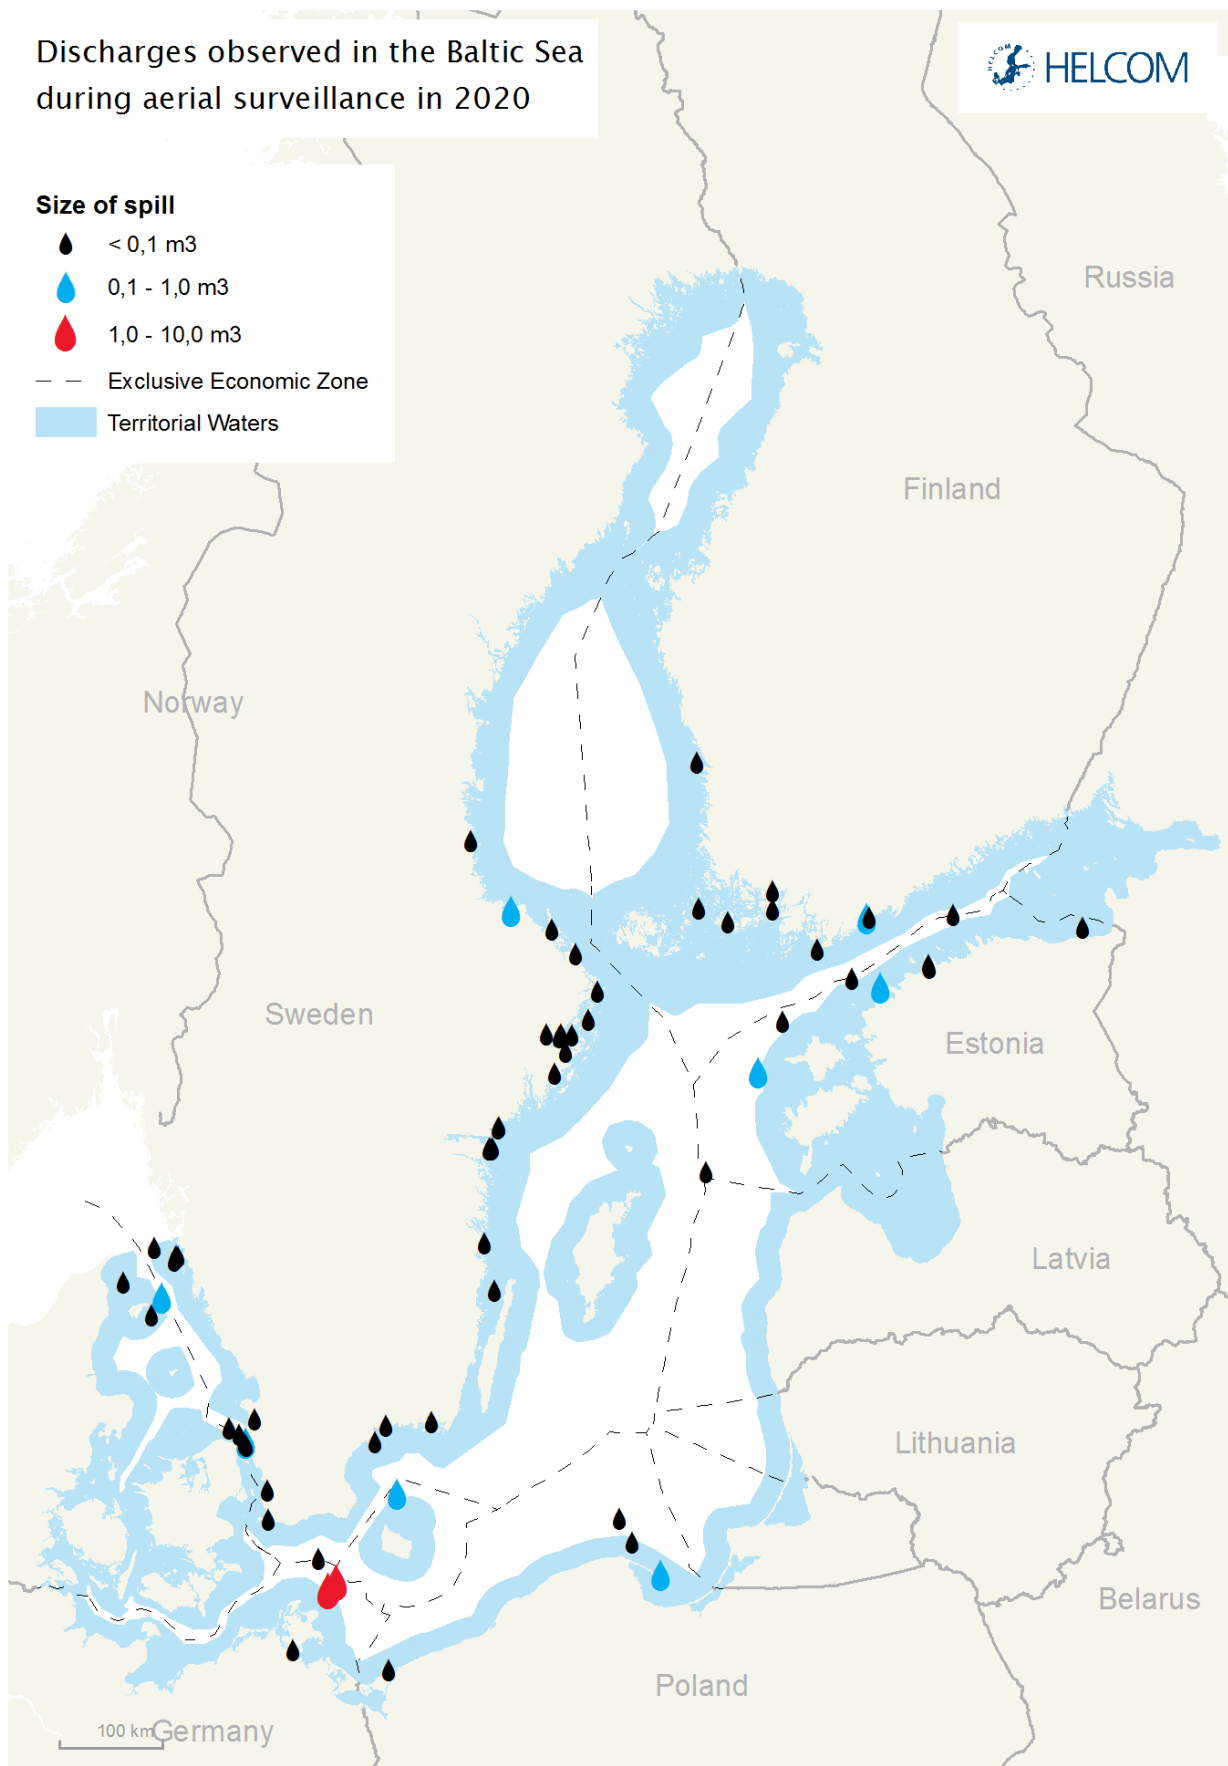 Discharges observed in the Baltic Sea
during aerial surveillance in 2020
HELCOM
HELCOM
Size of spill
< 0,1 m3
0,1 - 1,0 m3
1,0 - 10,0 m3
Exclusive Economic Zone
Territorial Waters
Russia
Finland
Norway
Sweden
Estonia
Latvia
Lithuania
Belarus
Poland
100 km
Germany